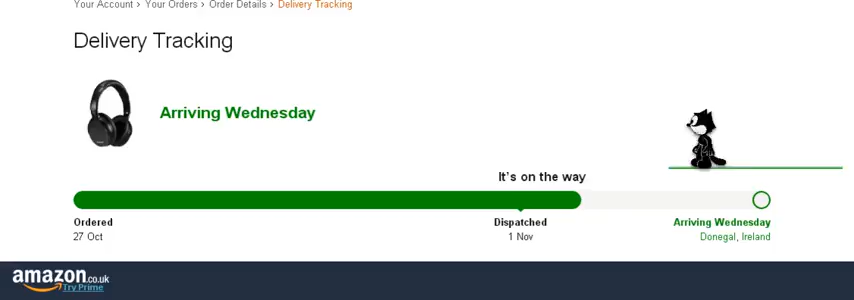 Your Account > Your Orders > Order Details > Delivery Tracking
Delivery Tracking
Arriving Wednesday
It's on the way
Ordered
27 Oct
Dispatched
1 Nov
Arriving Wednesday
Donegal, Ireland
amazon.co.uk
Try Prime